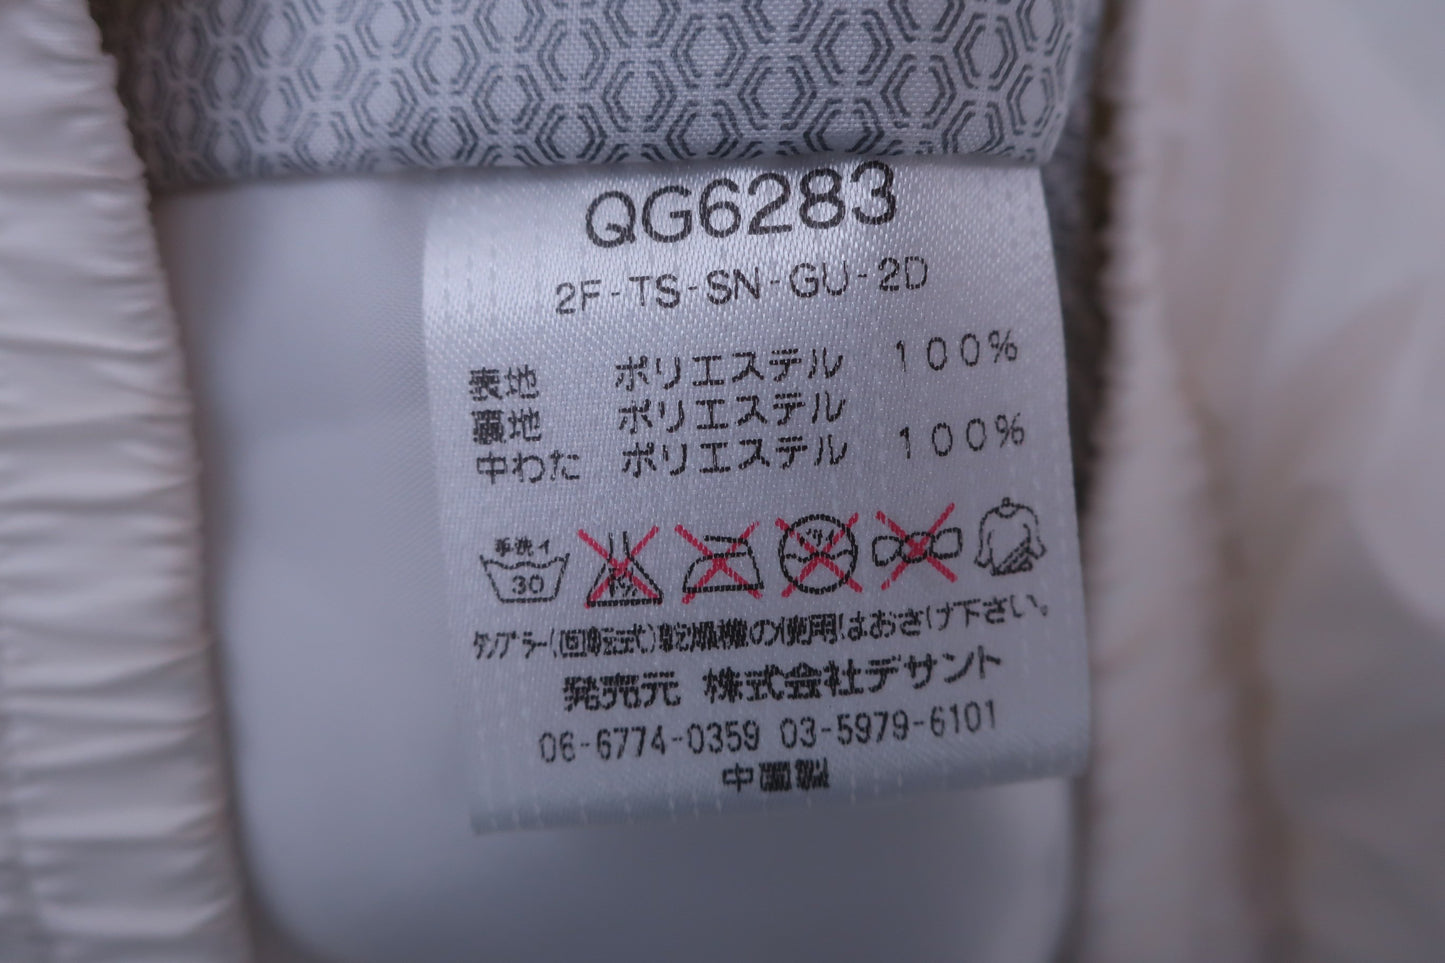 QG6283
2F-TS-SN-GU-2D
表地 ポリエステル 100%
裏地 ポリエステル
中わた ポリエステル 100%
手洗イ
30
ドライ
タンブラー(回転式)乾燥機の使用はおさけ下さい。
発売元 株式会社デサント
06-6774-0359 03-5979-6101
中国製